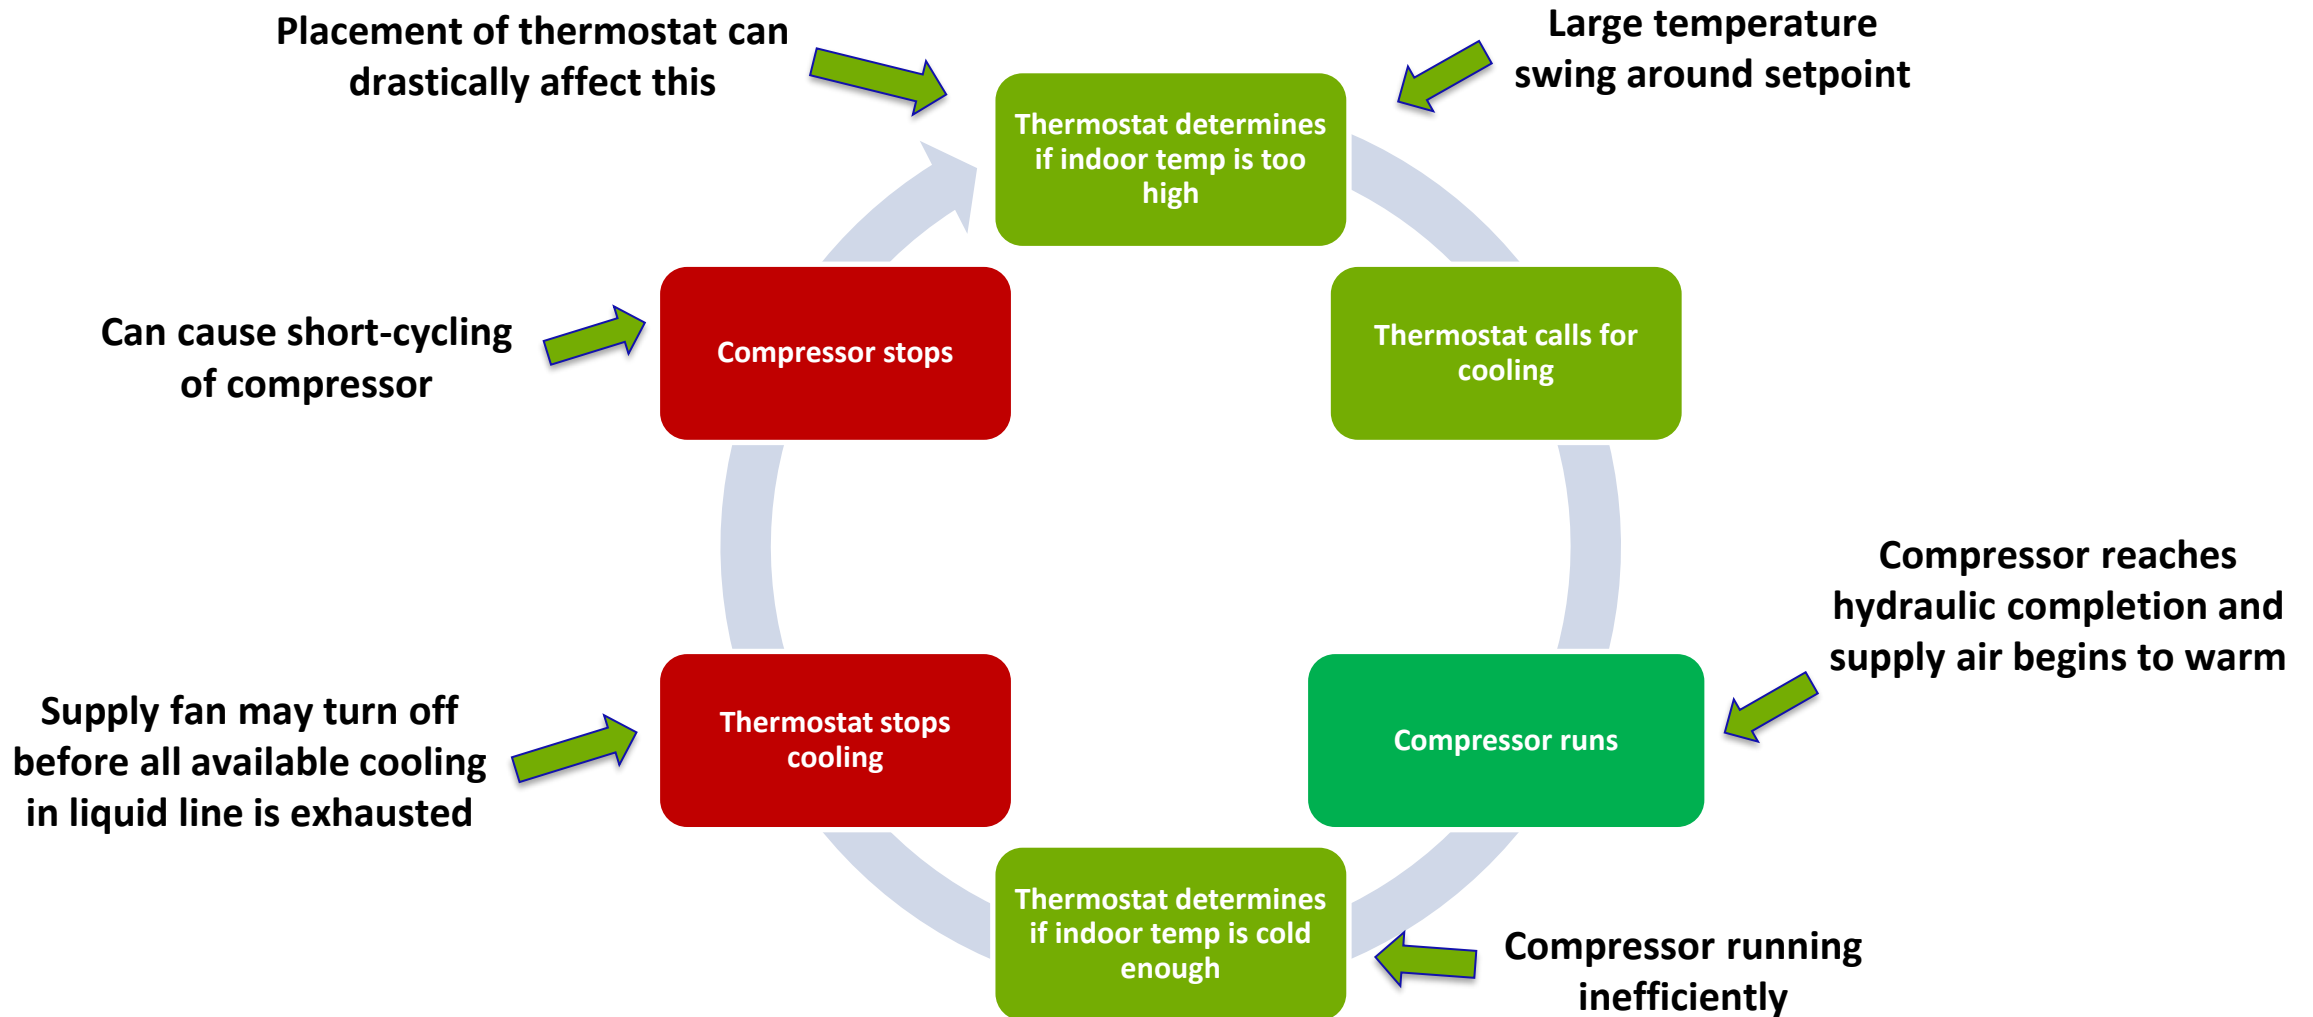 Placement of thermostat can
drastically affect this
Large temperature
swing around setpoint
Thermostat determines
if indoor temp is too
high
Thermostat calls for
cooling
Compressor reaches
hydraulic completion and
supply air begins to warm
Compressor runs
Compressor running
inefficiently
Thermostat determines
if indoor temp is cold
enough
Thermostat stops
cooling
Supply fan may turn off
before all available cooling
in liquid line is exhausted
Compressor stops
Can cause short-cycling
of compressor